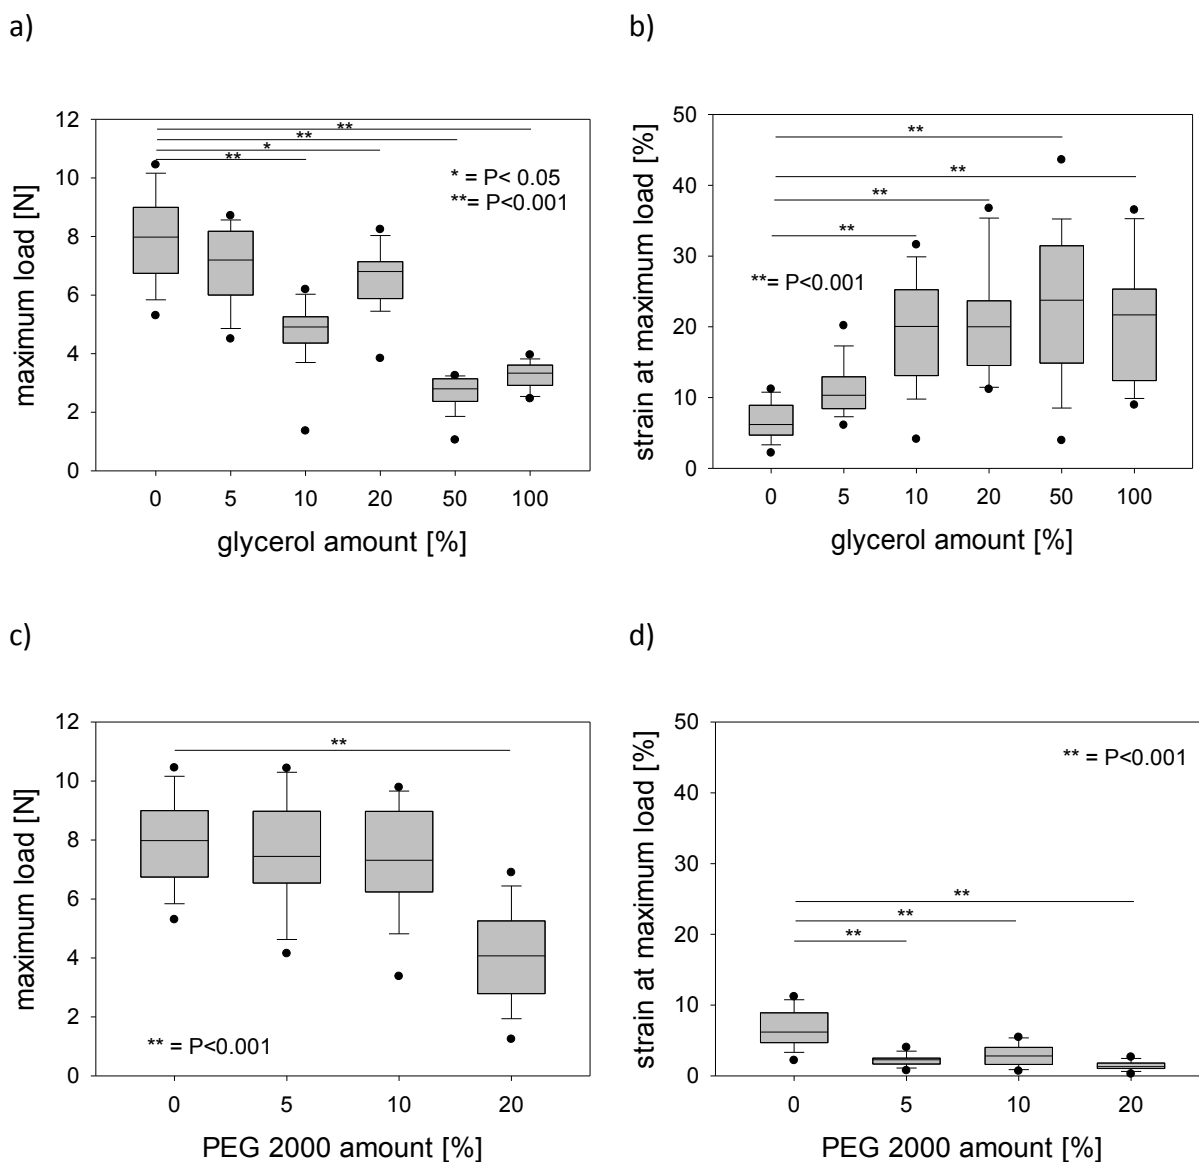 a)
12
10
8
6
4
2
0
maximum load [N]
**
**
*
**
* = P< 0.05
**= P<0.001
0 5 10 20 50 100
glycerol amount [%]
b)
50
40
30
20
10
0
strain at maximum load [%]
**
**
**
**
**= P<0.001
0 5 10 20 50 100
glycerol amount [%]
c)
12
10
8
6
4
2
0
maximum load [N]
**
** = P<0.001
0 5 10 20
PEG 2000 amount [%]
d)
50
40
30
20
10
0
strain at maximum load [%]
** = P<0.001
**
**
**
0 5 10 20
PEG 2000 amount [%]